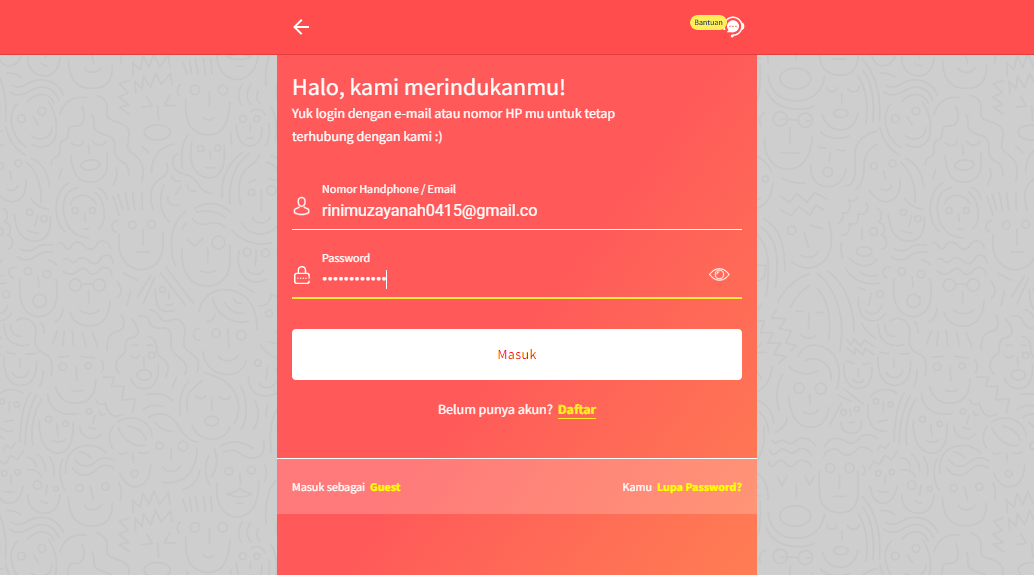 Bantuan
Halo, kami merindukanmu!
Yuk login dengan e-mail atau nomor HP mu untuk tetap
terhubung dengan kami :)
Nomor Handphone / Email
rinimuzayanah0415@gmail.co
Password
••••••••••••
Masuk
Belum punya akun? Daftar
Masuk sebagai Guest
Kamu Lupa Password?